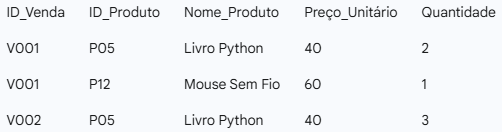 ID_Venda ID_Produto Nome_Produto Preço_Unitário Quantidade
V001 P05 Livro Python 40 2
V001 P12 Mouse Sem Fio 60 1
V002 P05 Livro Python 40 3